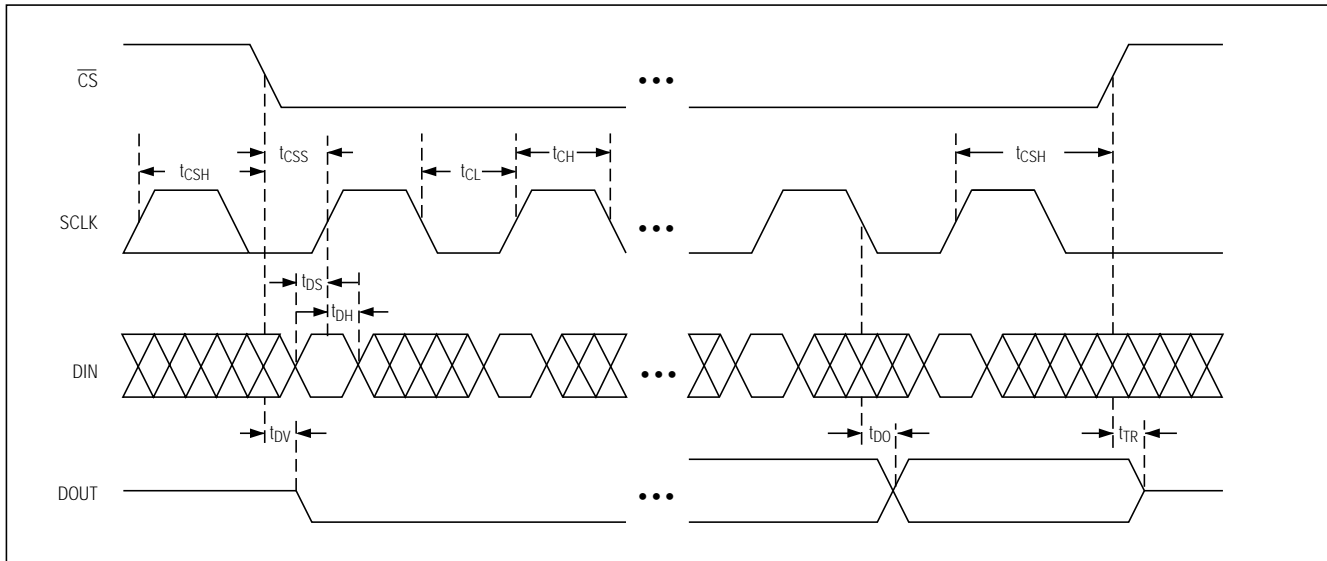 CS
tCSH
tCSS
tCL
tCH
tCSH
SCLK
tDS
tDH
DIN
tDV
tDO
tTR
DOUT